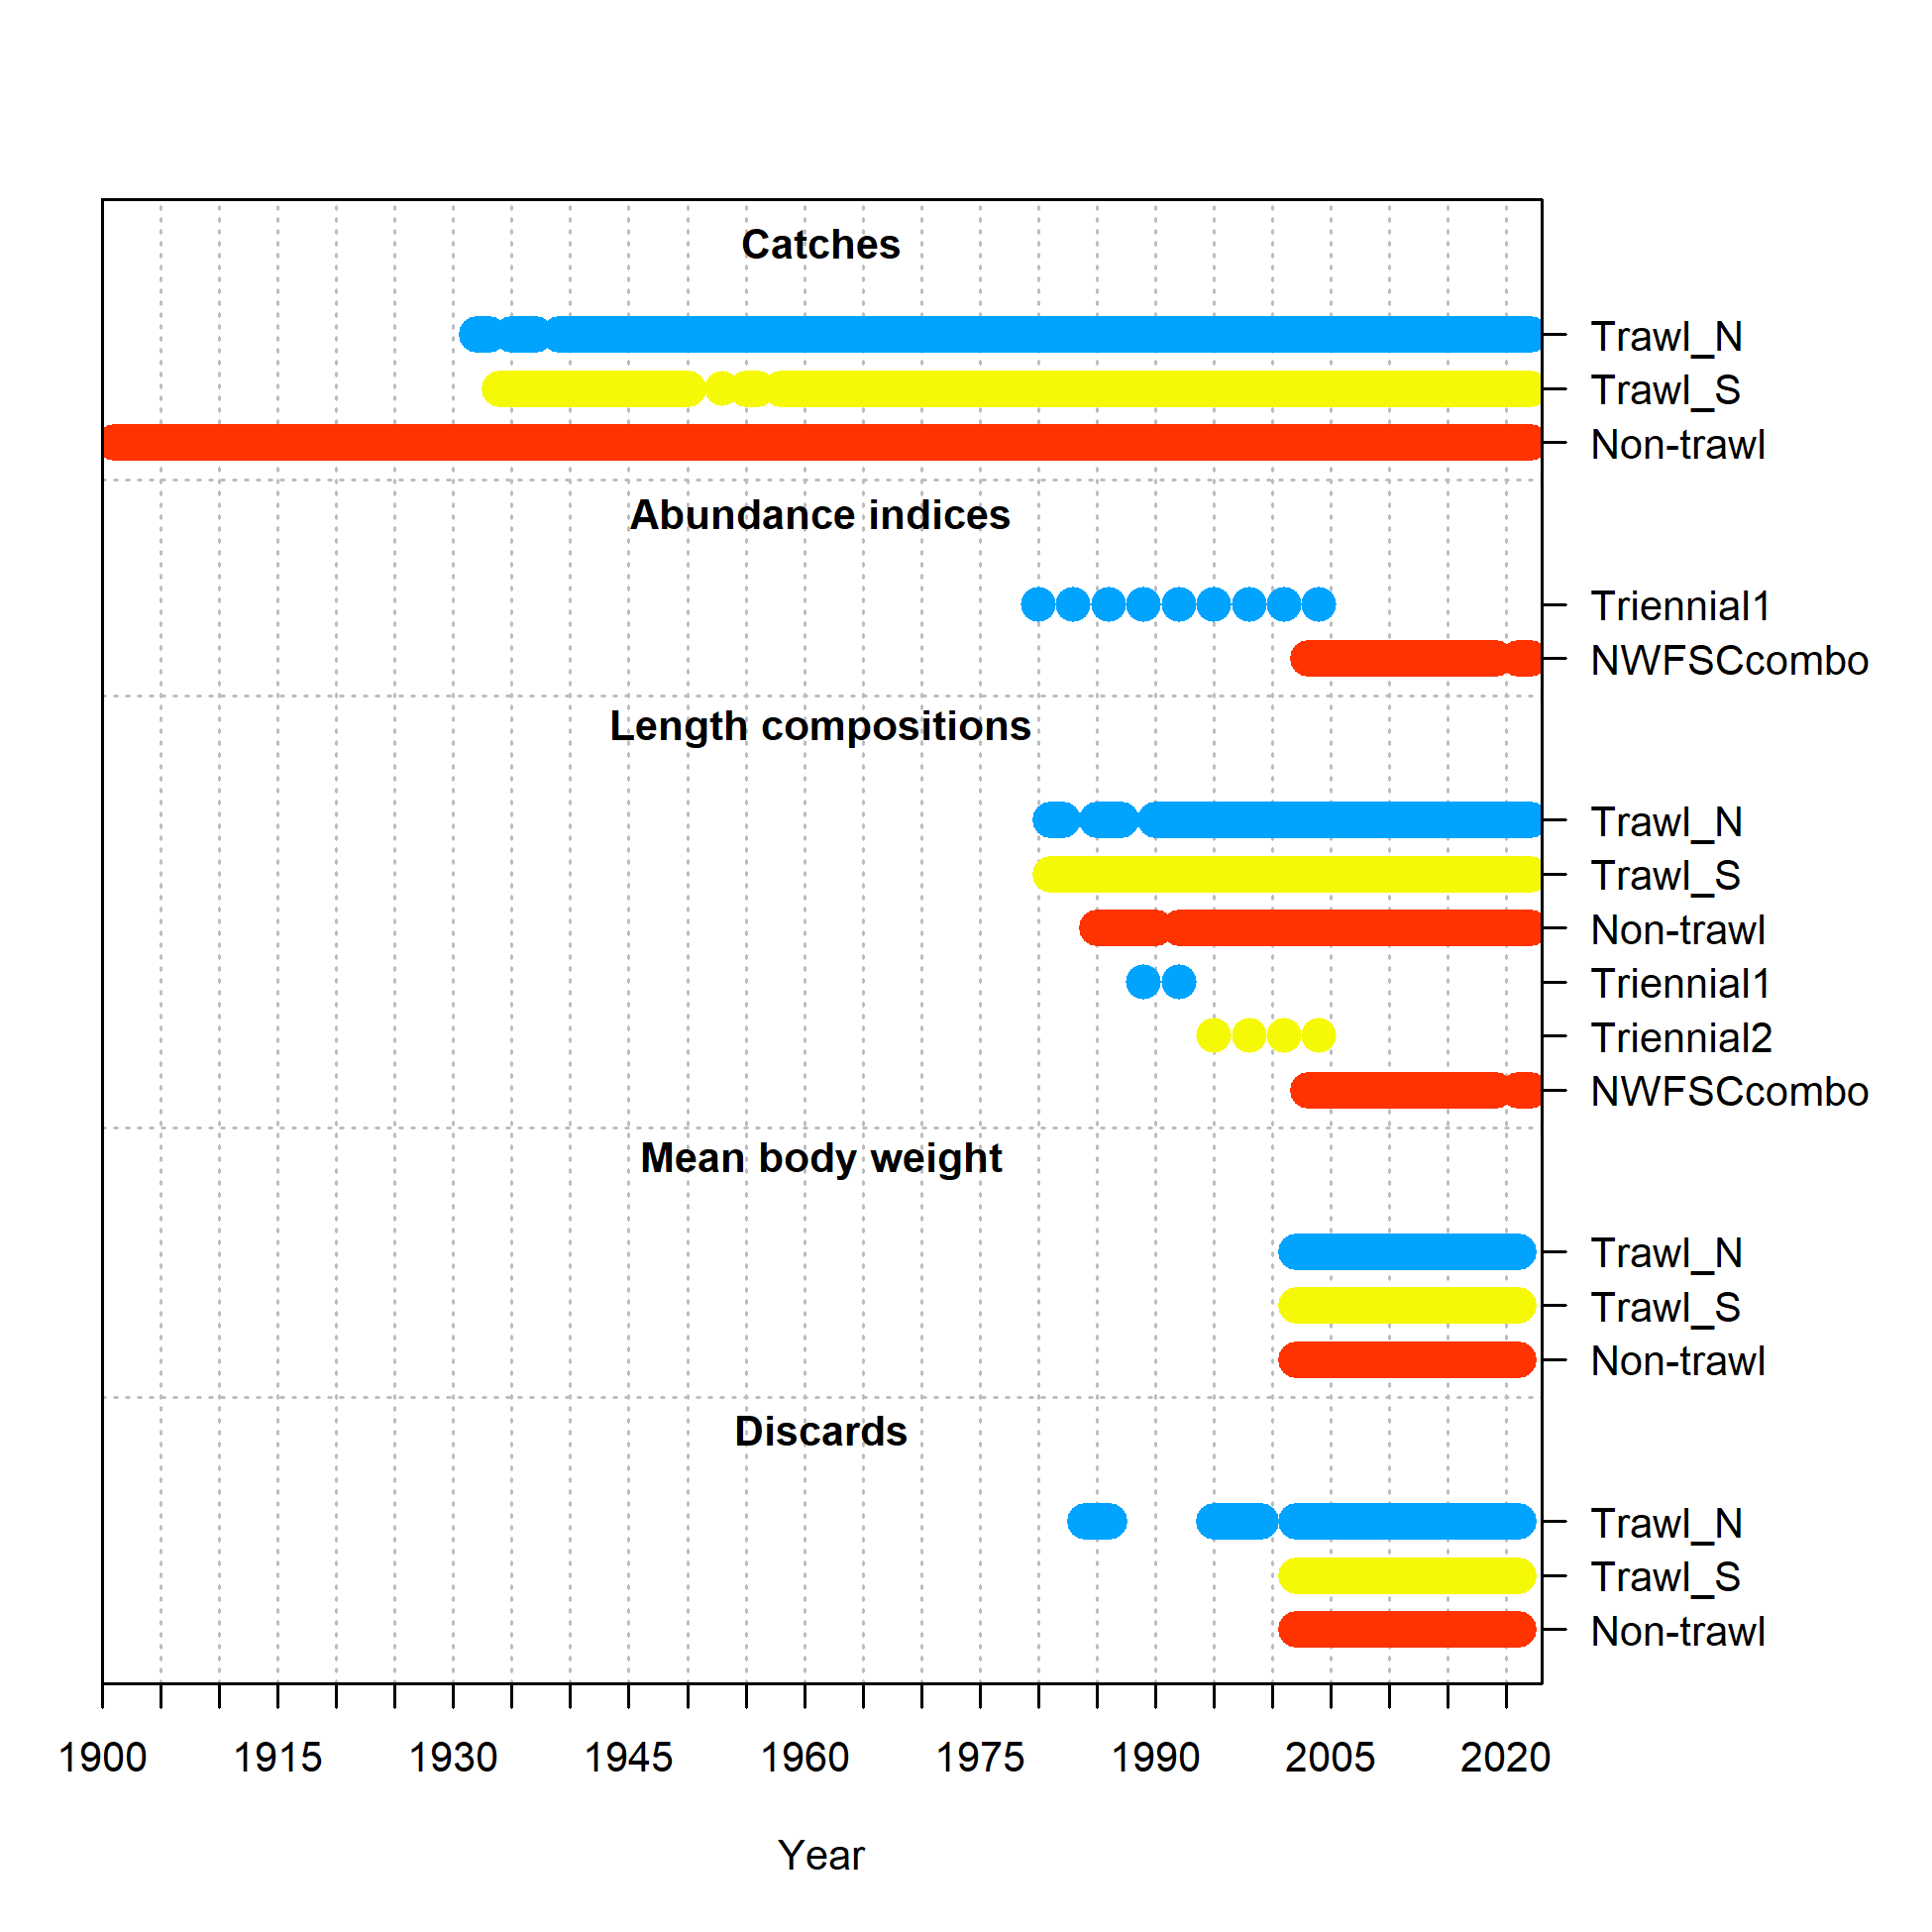 Catches
Trawl_N
Trawl_S
Non-trawl
Abundance indices
Triennial1
NWFSCcombo
Length compositions
Trawl_N
Trawl_S
Non-trawl
Triennial1
Triennial2
NWFSCcombo
Mean body weight
Trawl_N
Trawl_S
Non-trawl
Discards
Trawl_N
Trawl_S
Non-trawl
1900 1915 1930 1945 1960 1975 1990 2005 2020
Year